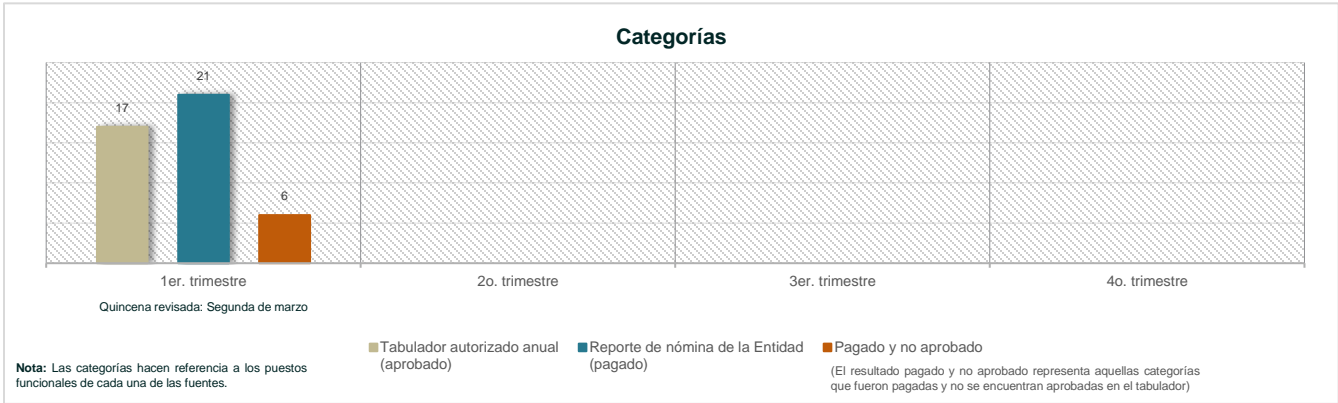 Categorías
17
21
6
1er. trimestre
2o. trimestre
3er. trimestre
4o. trimestre
Quincena revisada: Segunda de marzo
Tabulador autorizado anual
(aprobado)
Reporte de nómina de la Entidad
(pagado)
Pagado y no aprobado
(El resultado pagado y no aprobado representa aquellas categorías
que fueron pagadas y no se encuentran aprobadas en el tabulador)
Nota: Las categorías hacen referencia a los puestos
funcionales de cada una de las fuentes.